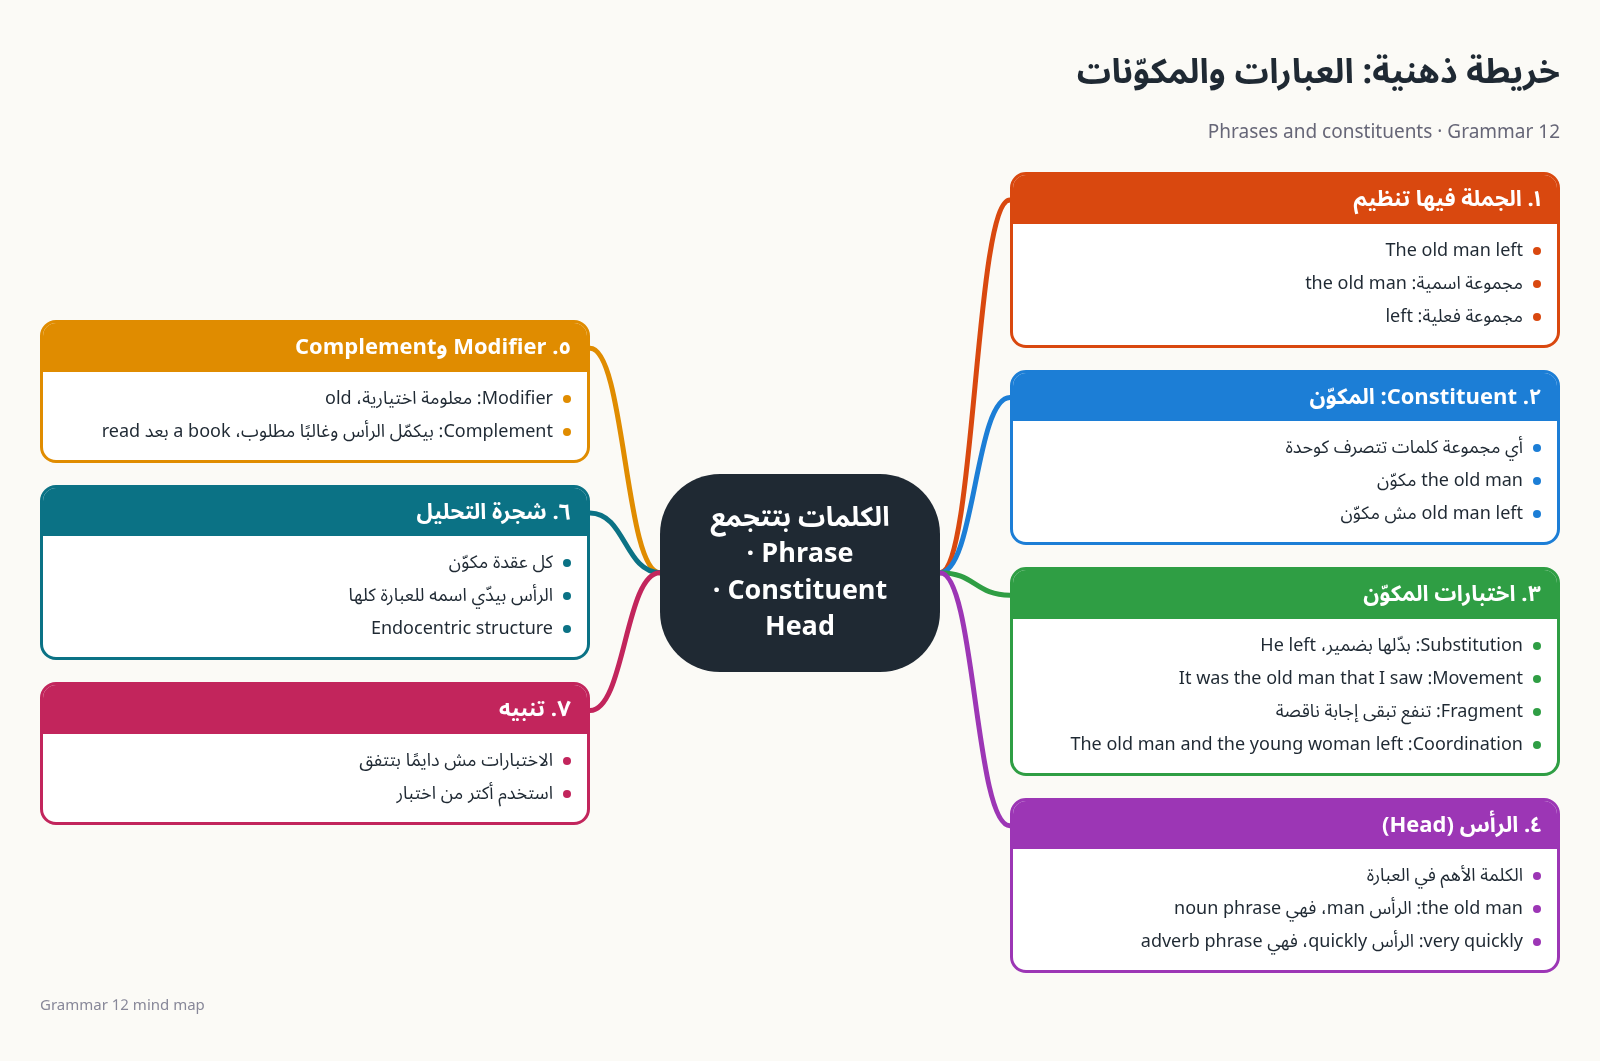 خريطة ذهنية: العبارات والمكوّنات
Phrases and constituents · Grammar 12
١. الجملة فيها تنظيم
The old man left
مجموعة اسمية: the old man
مجموعة فعلية: left
٢. Constituent: المكوّن
أي مجموعة كلمات تتصرف كوحدة
the old man مكوّن
old man left مش مكوّن
٣. اختبارات المكوّن
Substitution: بدّلها بضمير، He left
Movement: It was the old man that I saw
Fragment: تنفع تبقى إجابة ناقصة
Coordination: The old man and the young woman left
٤. الرأس (Head)
الكلمة الأهم في العبارة
the old man: الرأس man، فهي noun phrase
very quickly: الرأس quickly، فهي adverb phrase
الكلمات بتتجمع
· Phrase
· Constituent
Head
٥. Modifier وComplement
Modifier: معلومة اختيارية، old
Complement: بيكمّل الرأس وغالبًا مطلوب، a book بعد read
٦. شجرة التحليل
كل عقدة مكوّن
الرأس بيدّي اسمه للعبارة كلها
Endocentric structure
٧. تنبيه
الاختبارات مش دايمًا بتتفق
استخدم أكتر من اختبار
Grammar 12 mind map